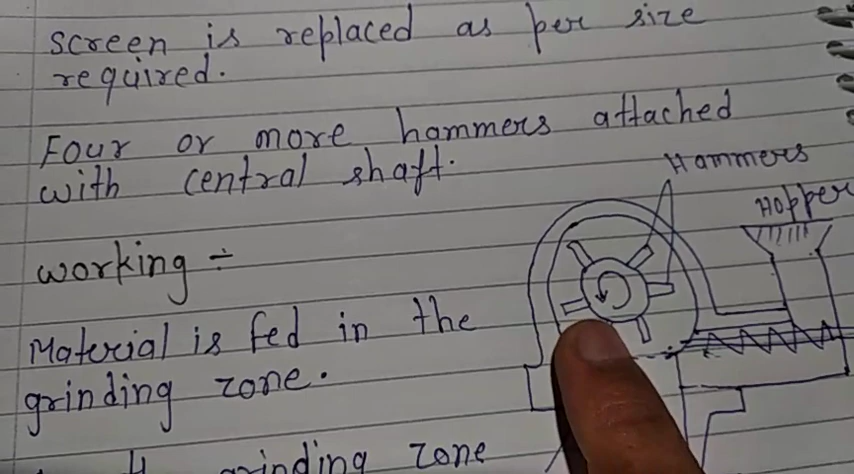 screen is replaced as per size
required.
Four or more hammers attached
with central shaft.
Hammers
Hopper
working ÷
Material is fed in the
grinding zone.
grinding zone